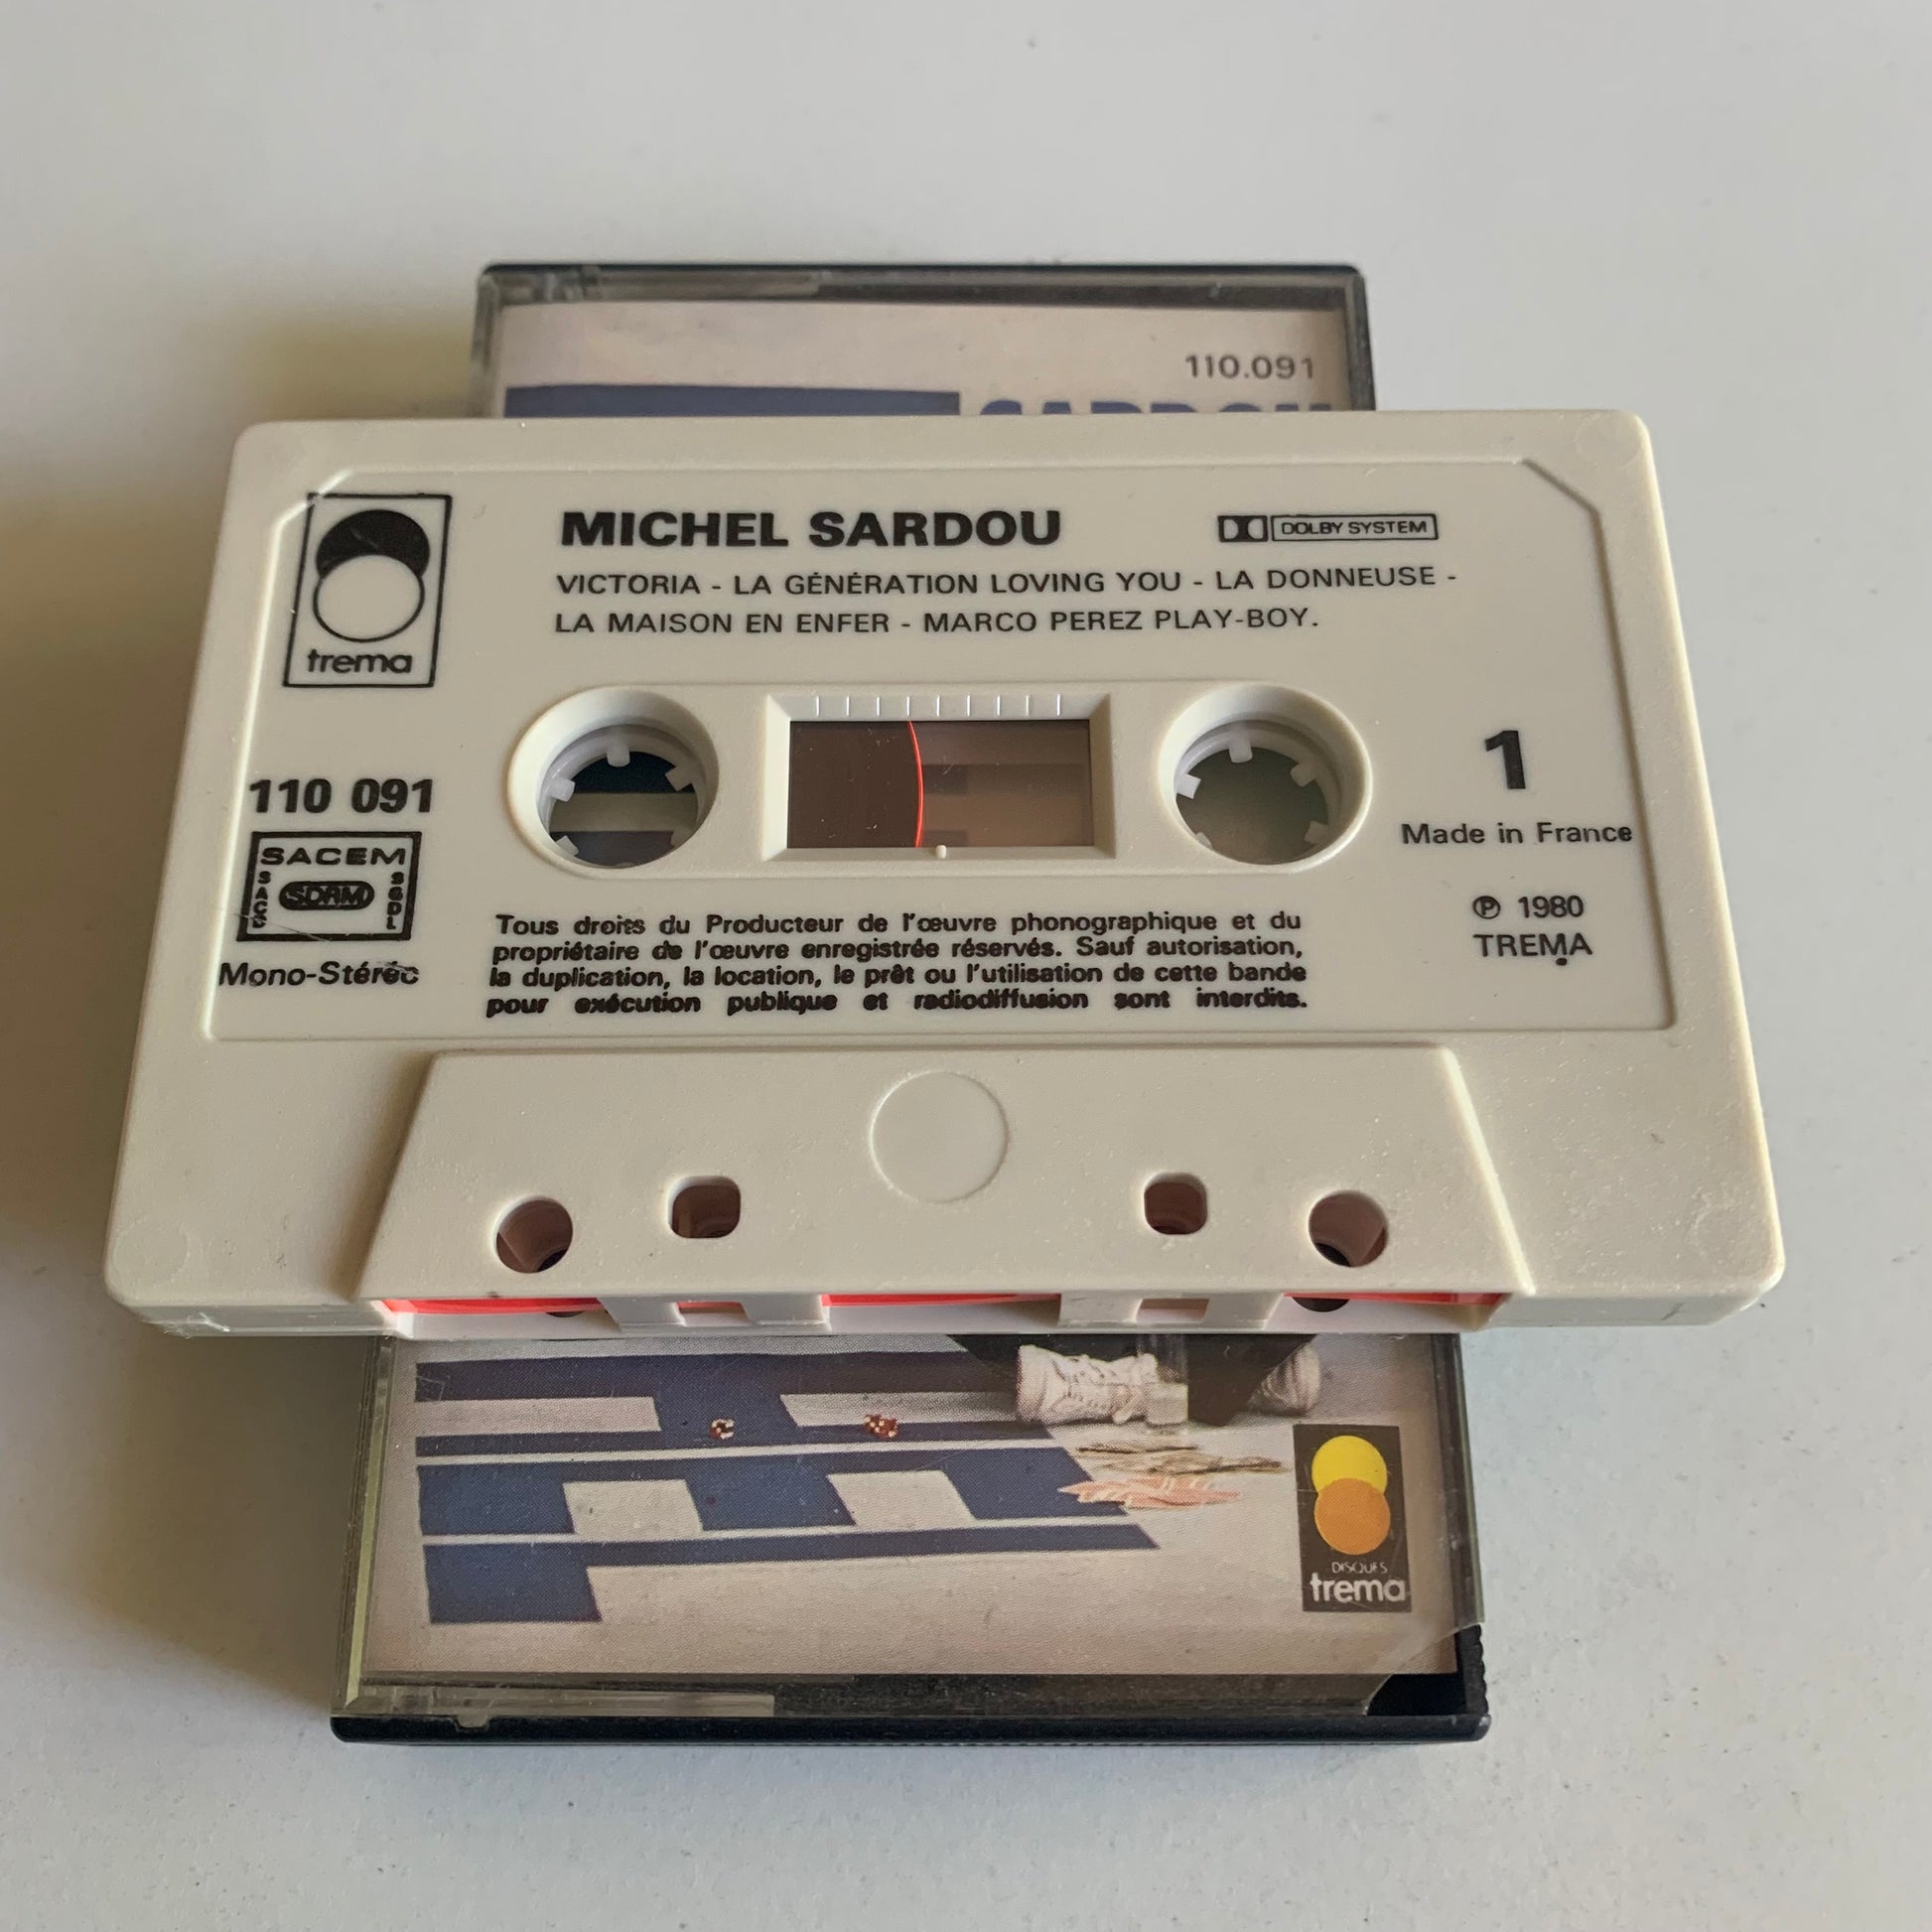 110.091
SARDOU
MICHEL SARDOU
DOLBY SYSTEM
VICTORIA - LA GÉNÉRATION LOVING YOU - LA DONNEUSE -
LA MAISON EN ENFER - MARCO PEREZ PLAY-BOY.
trema
110 091
SACEM
SACD
SDRM
SGDL
Mono-Stéréo
1
Made in France
℗ 1980
TREMA
Tous droits du Producteur de l'œuvre phonographique et du
propriétaire de l'œuvre enregistrée réservés. Sauf autorisation,
la duplication, la location, le prêt ou l'utilisation de cette bande
pour exécution publique et radiodiffusion sont interdits.
DISQUES
trema